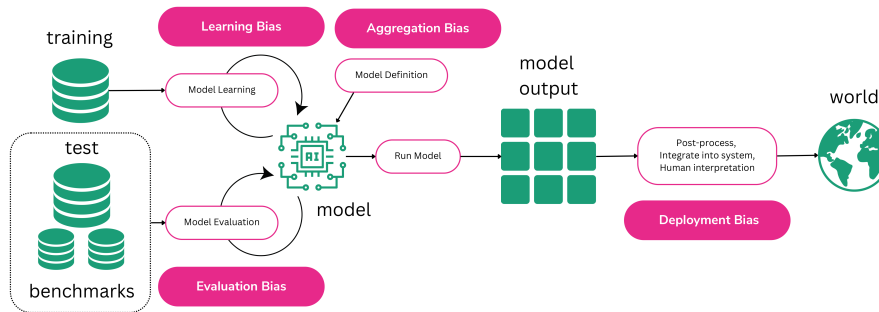 Learning Bias
Aggregation Bias
training
Model Learning
Model Definition
model
output
world
test
AI
Run Model
Post-process,
Integrate into system,
Human interpretation
Model Evaluation
model
Deployment Bias
benchmarks
Evaluation Bias